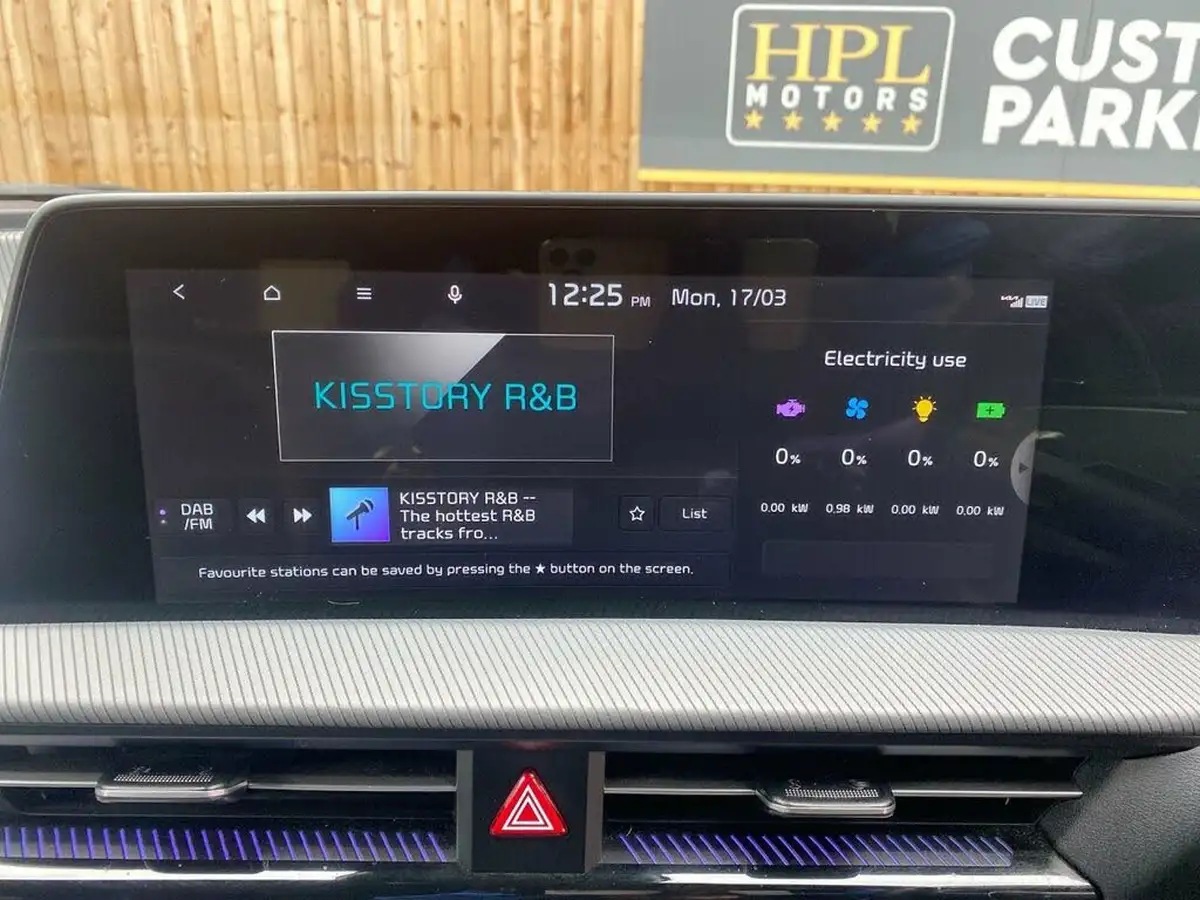 HPL
MOTORS
CUST
PARK
12:25 PM Mon, 17/03
LIVE
KISSTORY R&B
Electricity use
0% 0% 0% 0%
0.00 kW 0.98 kW 0.00 kW 0.00 kW
DAB
/FM
KISSTORY R&B --
The hottest R&B
tracks fro...
List
Favourite stations can be saved by pressing the ★ button on the screen.